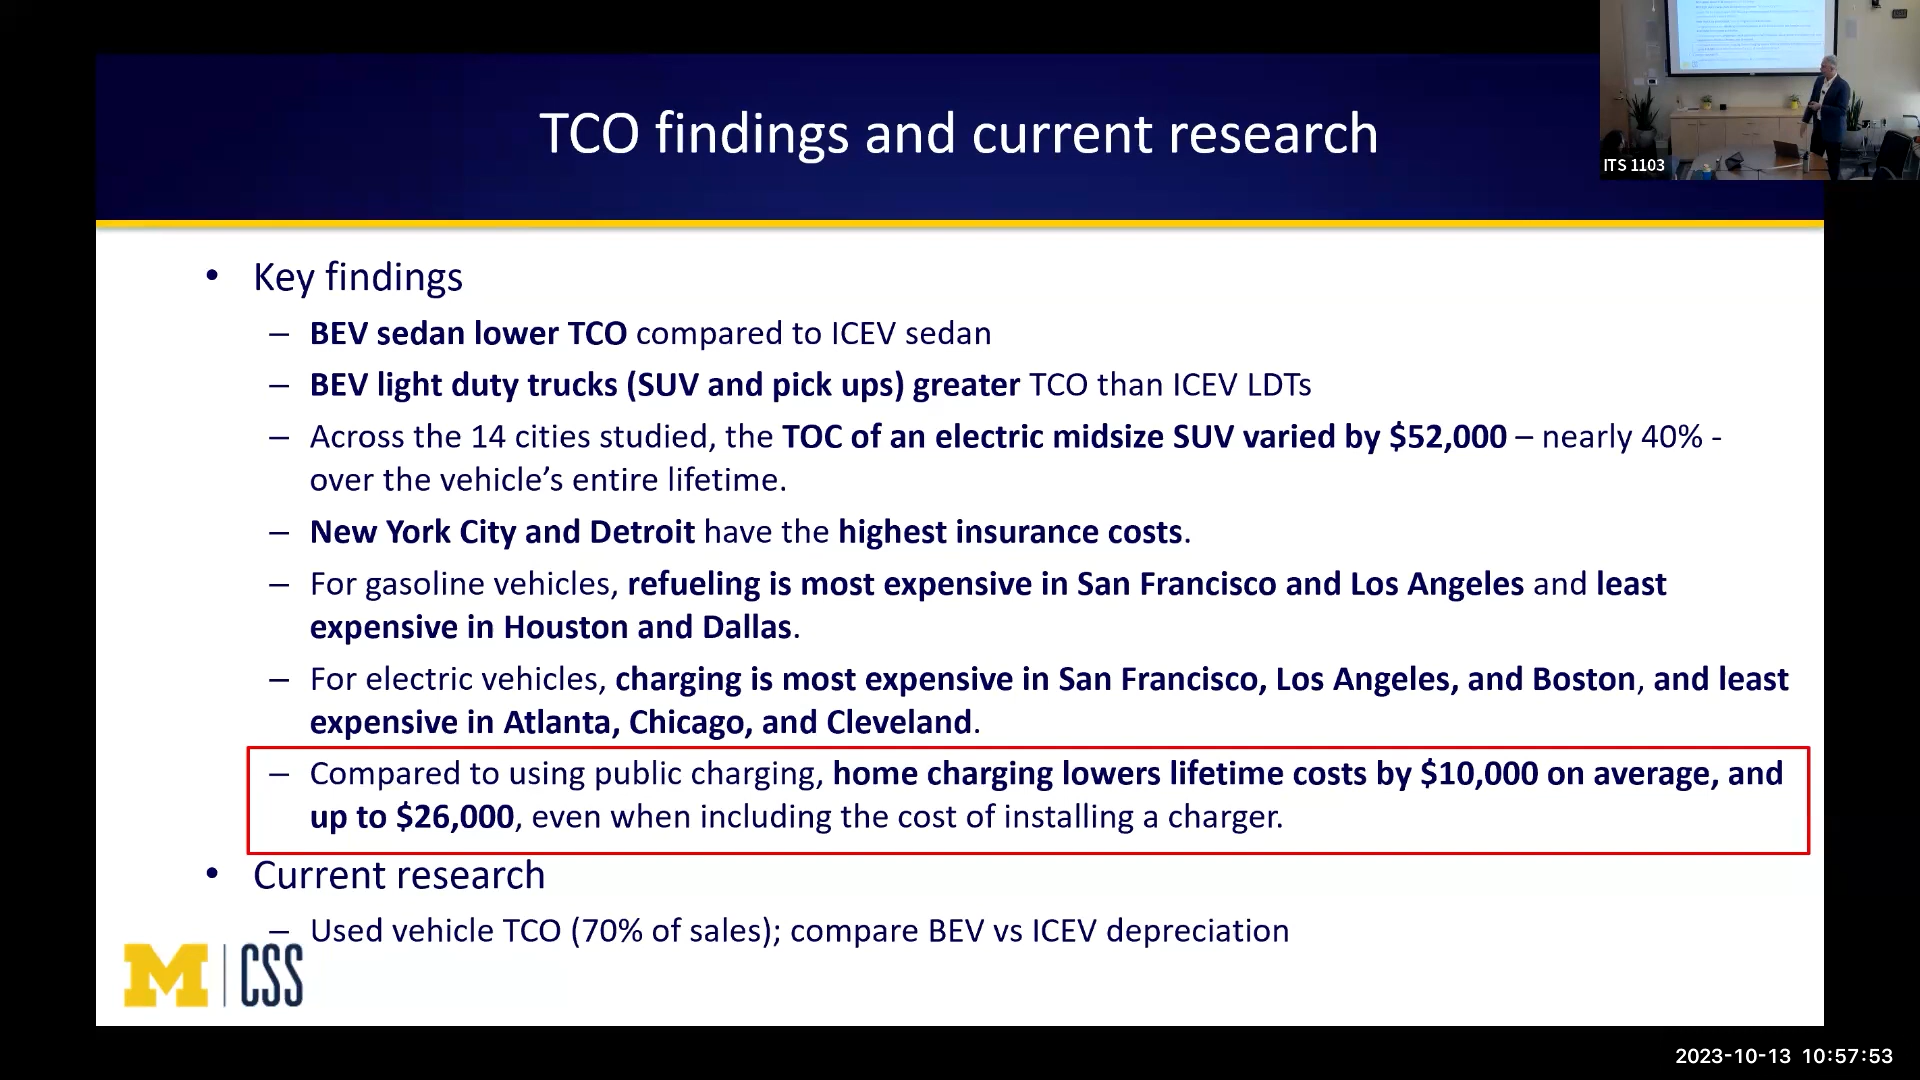 TCO findings and current research
ITS 1103
• Key findings
– BEV sedan lower TCO compared to ICEV sedan
– BEV light duty trucks (SUV and pick ups) greater TCO than ICEV LDTs
– Across the 14 cities studied, the TOC of an electric midsize SUV varied by $52,000 – nearly 40% -
over the vehicle’s entire lifetime.
– New York City and Detroit have the highest insurance costs.
– For gasoline vehicles, refueling is most expensive in San Francisco and Los Angeles and least
expensive in Houston and Dallas.
– For electric vehicles, charging is most expensive in San Francisco, Los Angeles, and Boston, and least
expensive in Atlanta, Chicago, and Cleveland.
– Compared to using public charging, home charging lowers lifetime costs by $10,000 on average, and
up to $26,000, even when including the cost of installing a charger.
• Current research
– Used vehicle TCO (70% of sales); compare BEV vs ICEV depreciation
M CSS
2023-10-13 10:57:53